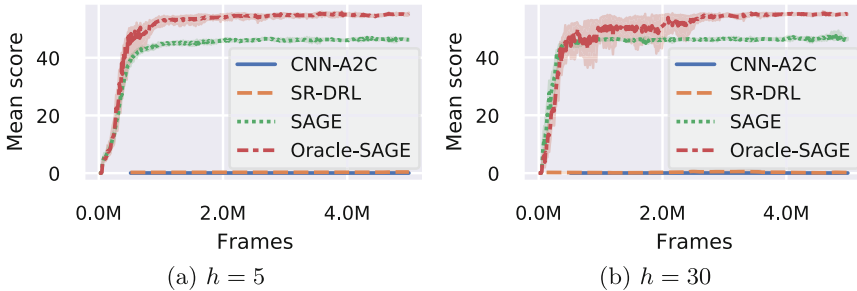 Mean score
40
20
0
CNN-A2C
SR-DRL
SAGE
Oracle-SAGE
0.0M 2.0M 4.0M
Frames
(a) h = 5
Mean score
40
20
0
CNN-A2C
SR-DRL
SAGE
Oracle-SAGE
0.0M 2.0M 4.0M
Frames
(b) h = 30